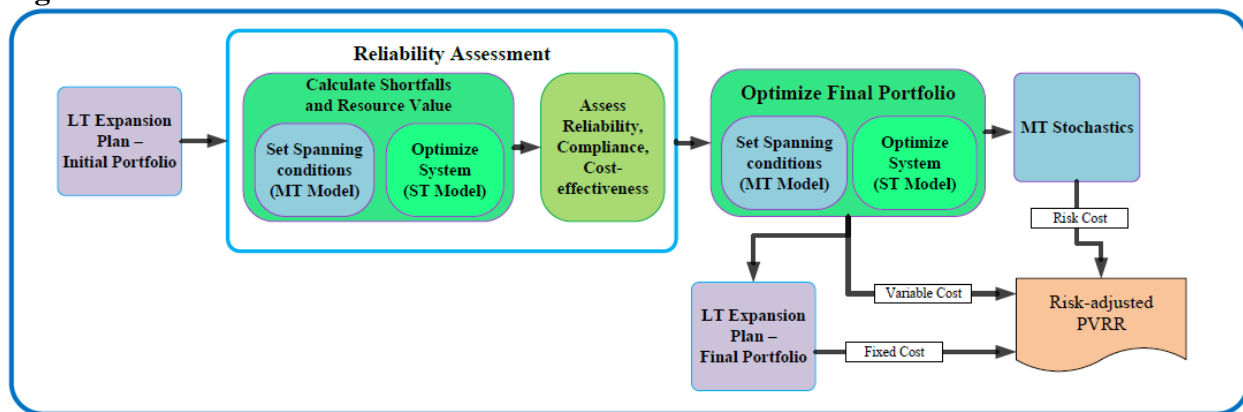 Reliability Assessment
LT Expansion
Plan –
Initial Portfolio
Calculate Shortfalls
and Resource Value
Set Spanning
conditions
(MT Model)
Optimize
System
(ST Model)
Assess
Reliability,
Compliance,
Cost-
effectiveness
Optimize Final Portfolio
Set Spanning
conditions
(MT Model)
Optimize
System
(ST Model)
MT Stochastics
Risk Cost
LT Expansion
Plan –
Final Portfolio
Variable Cost
Fixed Cost
Risk-adjusted
PVRR